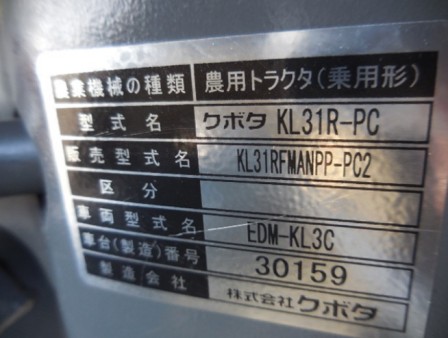 農業機械の種類 農用トラクタ(乗用形)
型式名 クボタ KL31R-PC
販売型式名 KL31RFMANPP-PC2
区分
車両型式名 EDM-KL3C
車台(製造)番号 30159
製造会社 株式会社クボタ